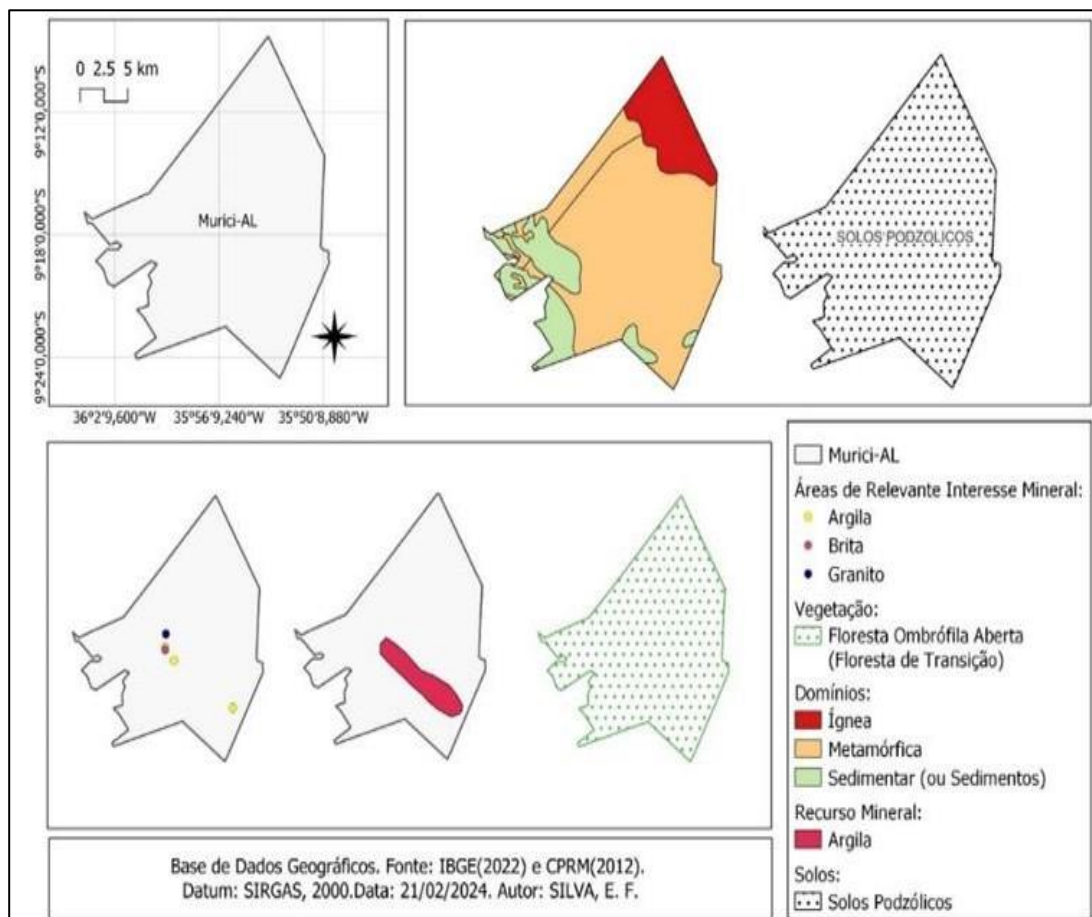 0 2.5 5 km
9°12'0,000"S
9°18'0,000"S
9°24'0,000"S
Murici-AL
36°2'9,600"W 35°56'9,240"W 35°50'8,880"W
SOLOS PODZOLICOS
Murici-AL
Áreas de Relevante Interesse Mineral:
Argila
Brita
Granito
Vegetação:
Floresta Ombrófila Aberta
(Floresta de Transição)
Domínios:
Ígnea
Metamórfica
Sedimentar (ou Sedimentos)
Recurso Mineral:
Argila
Solos:
Solos Podzólicos
Base de Dados Geográficos. Fonte: IBGE(2022) e CPRM(2012).
Datum: SIRGAS, 2000.Data: 21/02/2024. Autor: SILVA, E. F.